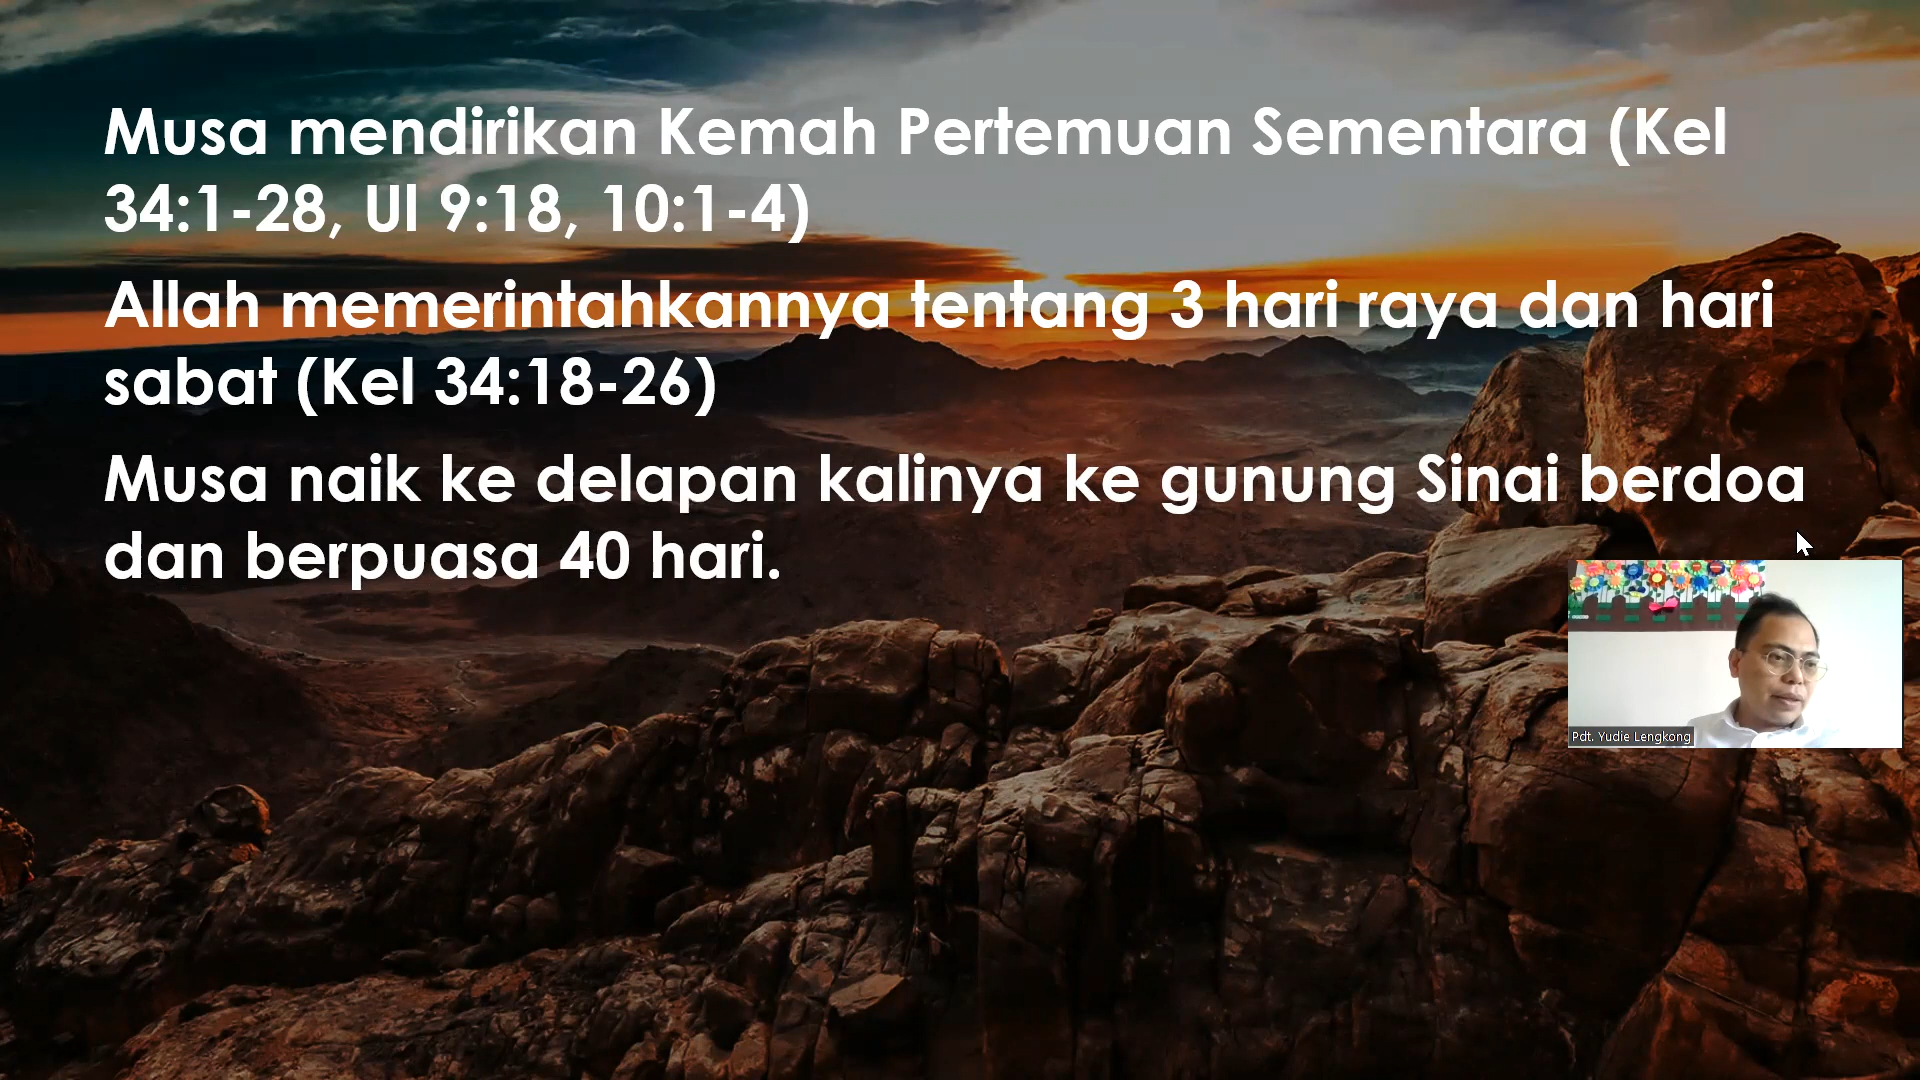 Musa mendirikan Kemah Pertemuan Sementara (Kel
34:1-28, Ul 9:18, 10:1-4)
Allah memerintahkannya tentang 3 hari raya dan hari
sabat (Kel 34:18-26)
Musa naik ke delapan kalinya ke gunung Sinai berdoa
dan berpuasa 40 hari.
Pdt. Yudie Lengkong